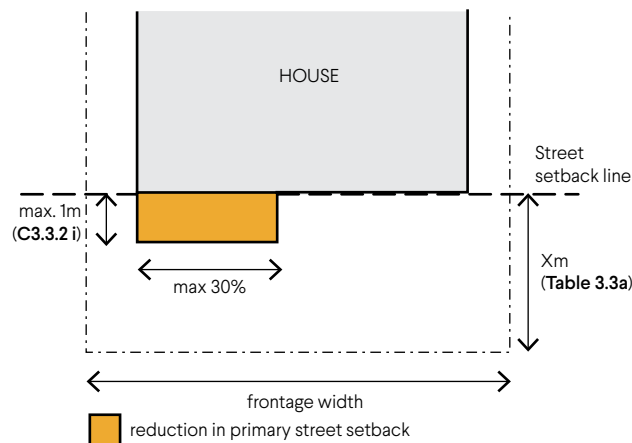 HOUSE
Street
setback line
max. 1m
(C3.3.2 i)
max 30%
Xm
(Table 3.3a)
frontage width
reduction in primary street setback